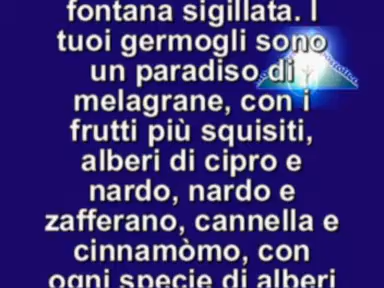 fontana sigillata. I
tuoi germogli sono
un paradiso di
melagrane, con i
frutti più squisiti,
alberi di cipro e
nardo, nardo e
zafferano, cannella e
cinnamòmo, con
ogni specie di alberi